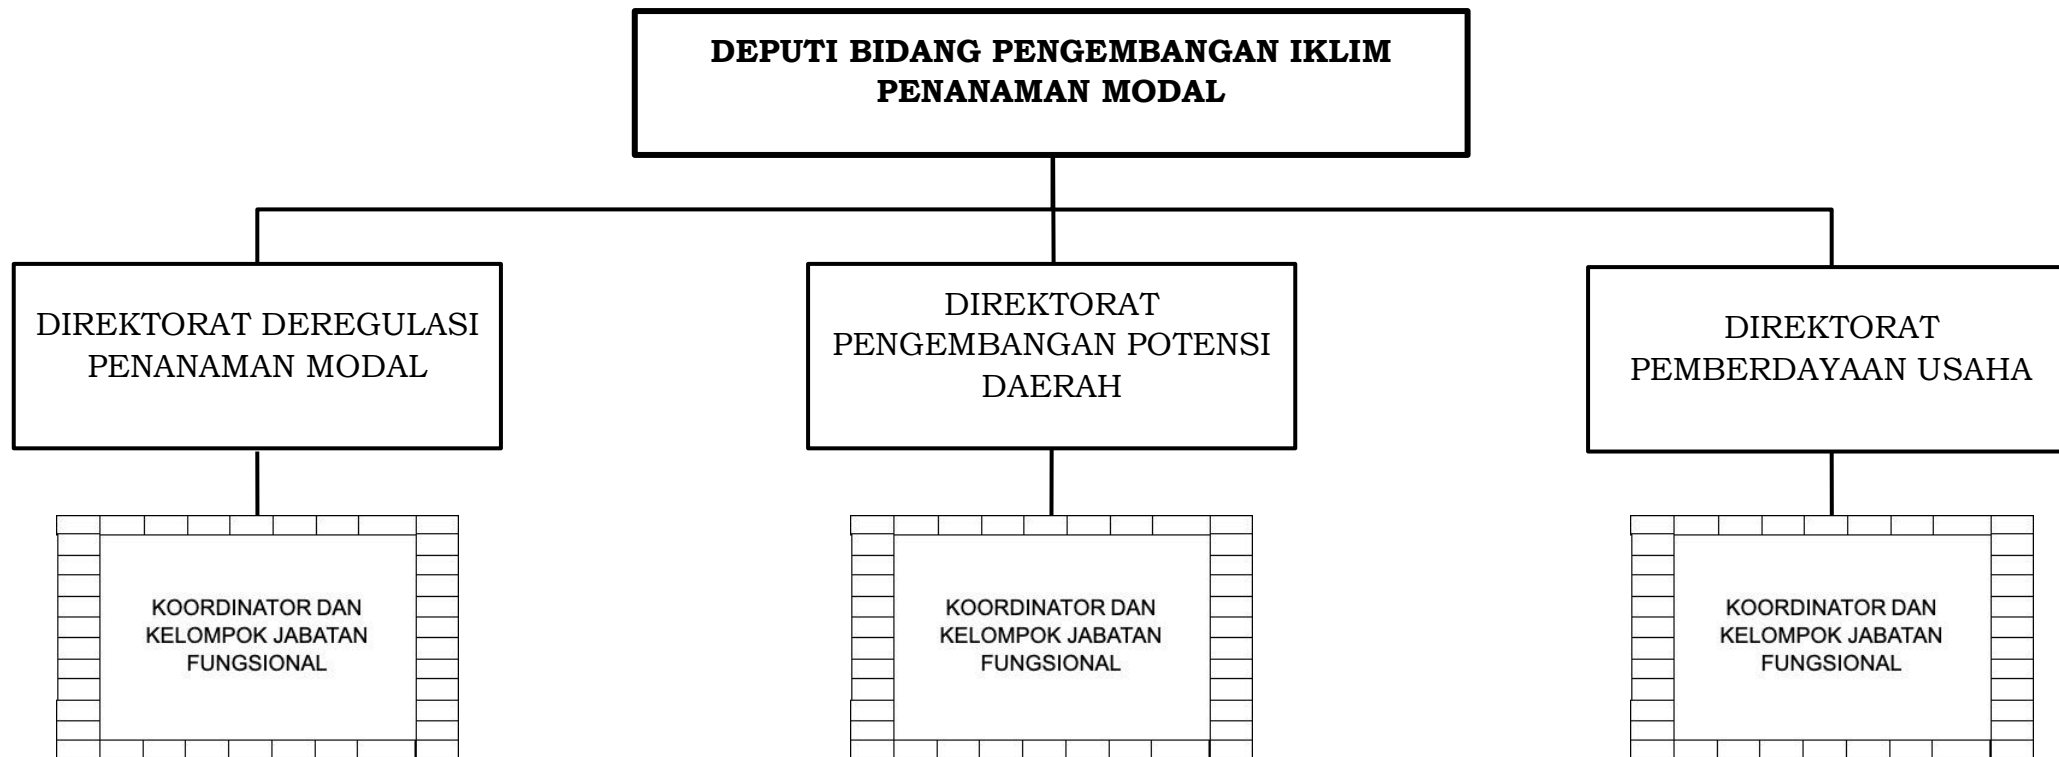 DEPUTI BIDANG PENGEMBANGAN IKLIM
PENANAMAN MODAL
DIREKTORAT DEREGULASI
PENANAMAN MODAL
DIREKTORAT
PENGEMBANGAN POTENSI
DAERAH
DIREKTORAT
PEMBERDAYAAN USAHA
KOORDINATOR DAN
KELOMPOK JABATAN
FUNGSIONAL
KOORDINATOR DAN
KELOMPOK JABATAN
FUNGSIONAL
KOORDINATOR DAN
KELOMPOK JABATAN
FUNGSIONAL